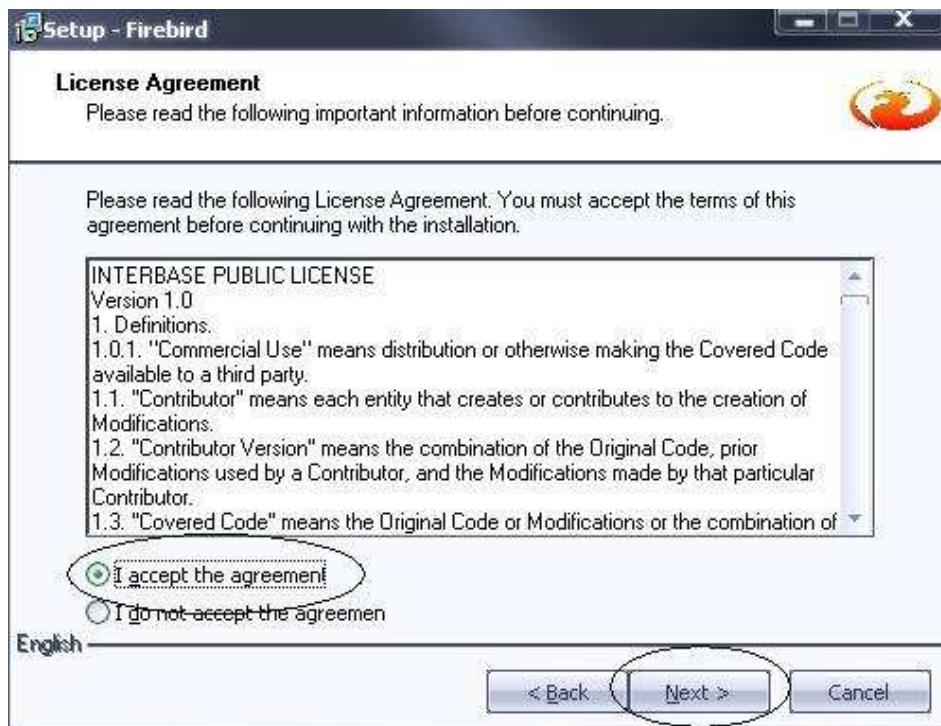 Setup - Firebird
License Agreement
Please read the following important information before continuing.
Please read the following License Agreement. You must accept the terms of this
agreement before continuing with the installation.
INTERBASE PUBLIC LICENSE
Version 1.0
1. Definitions.
1.0.1. "Commercial Use" means distribution or otherwise making the Covered Code
available to a third party.
1.1. "Contributor" means each entity that creates or contributes to the creation of
Modifications.
1.2. "Contributor Version" means the combination of the Original Code, prior
Modifications used by a Contributor, and the Modifications made by that particular
Contributor.
1.3. "Covered Code" means the Original Code or Modifications or the combination of
I accept the agreement
I do not accept the agreemen
English
< Back Next > Cancel